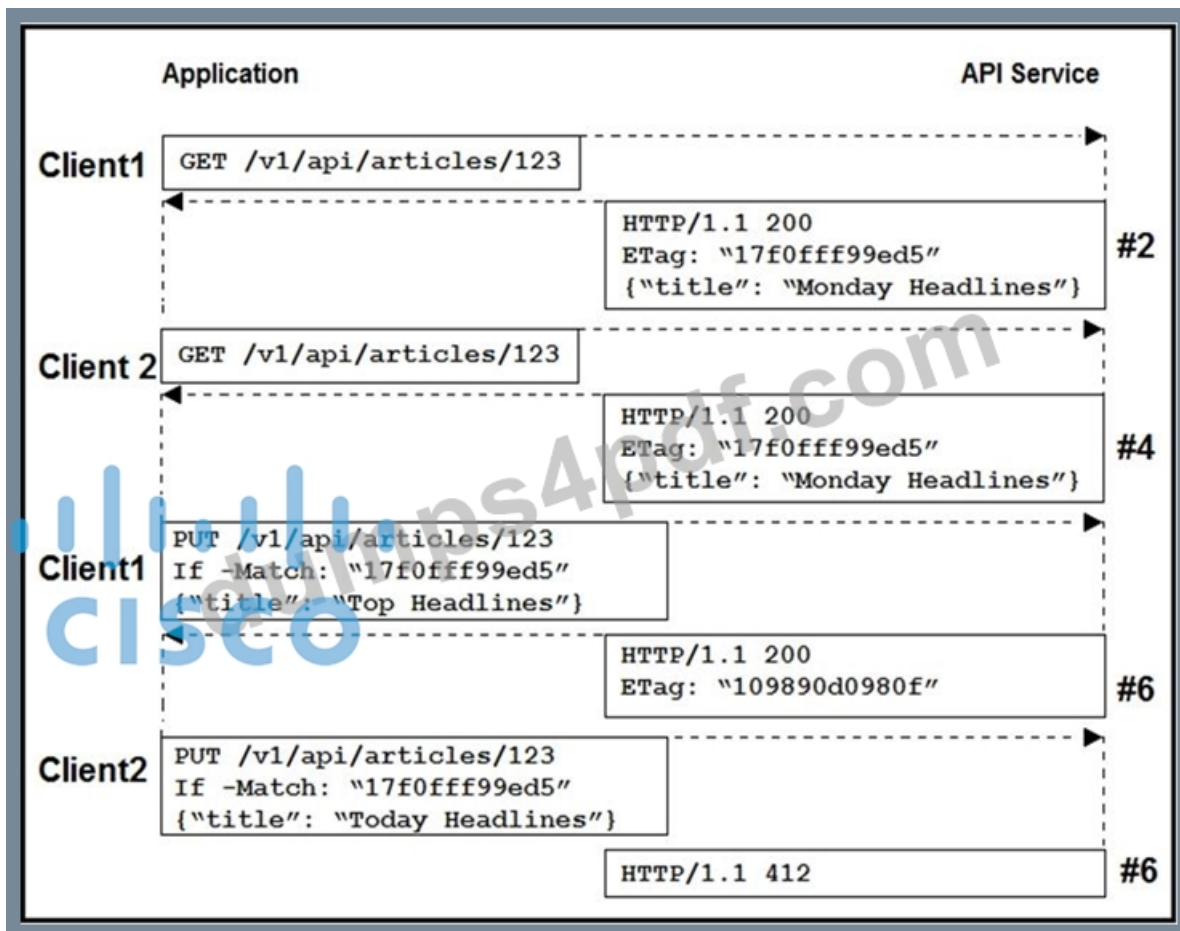 Application
API Service
Client1
GET /v1/api/articles/123
HTTP/1.1 200
ETag: “17f0fff99ed5”
{“title”: “Monday Headlines”}
#2
Client 2
GET /v1/api/articles/123
HTTP/1.1 200
ETag: “17f0fff99ed5”
{“title”: “Monday Headlines”}
#4
Client1
PUT /v1/api/articles/123
If -Match: “17f0fff99ed5”
{“title”: “Top Headlines”}
HTTP/1.1 200
ETag: “109890d0980f”
#6
Client2
PUT /v1/api/articles/123
If -Match: “17f0fff99ed5”
{“title”: “Today Headlines”}
HTTP/1.1 412
#6
dumps4pdf.com
CISCO